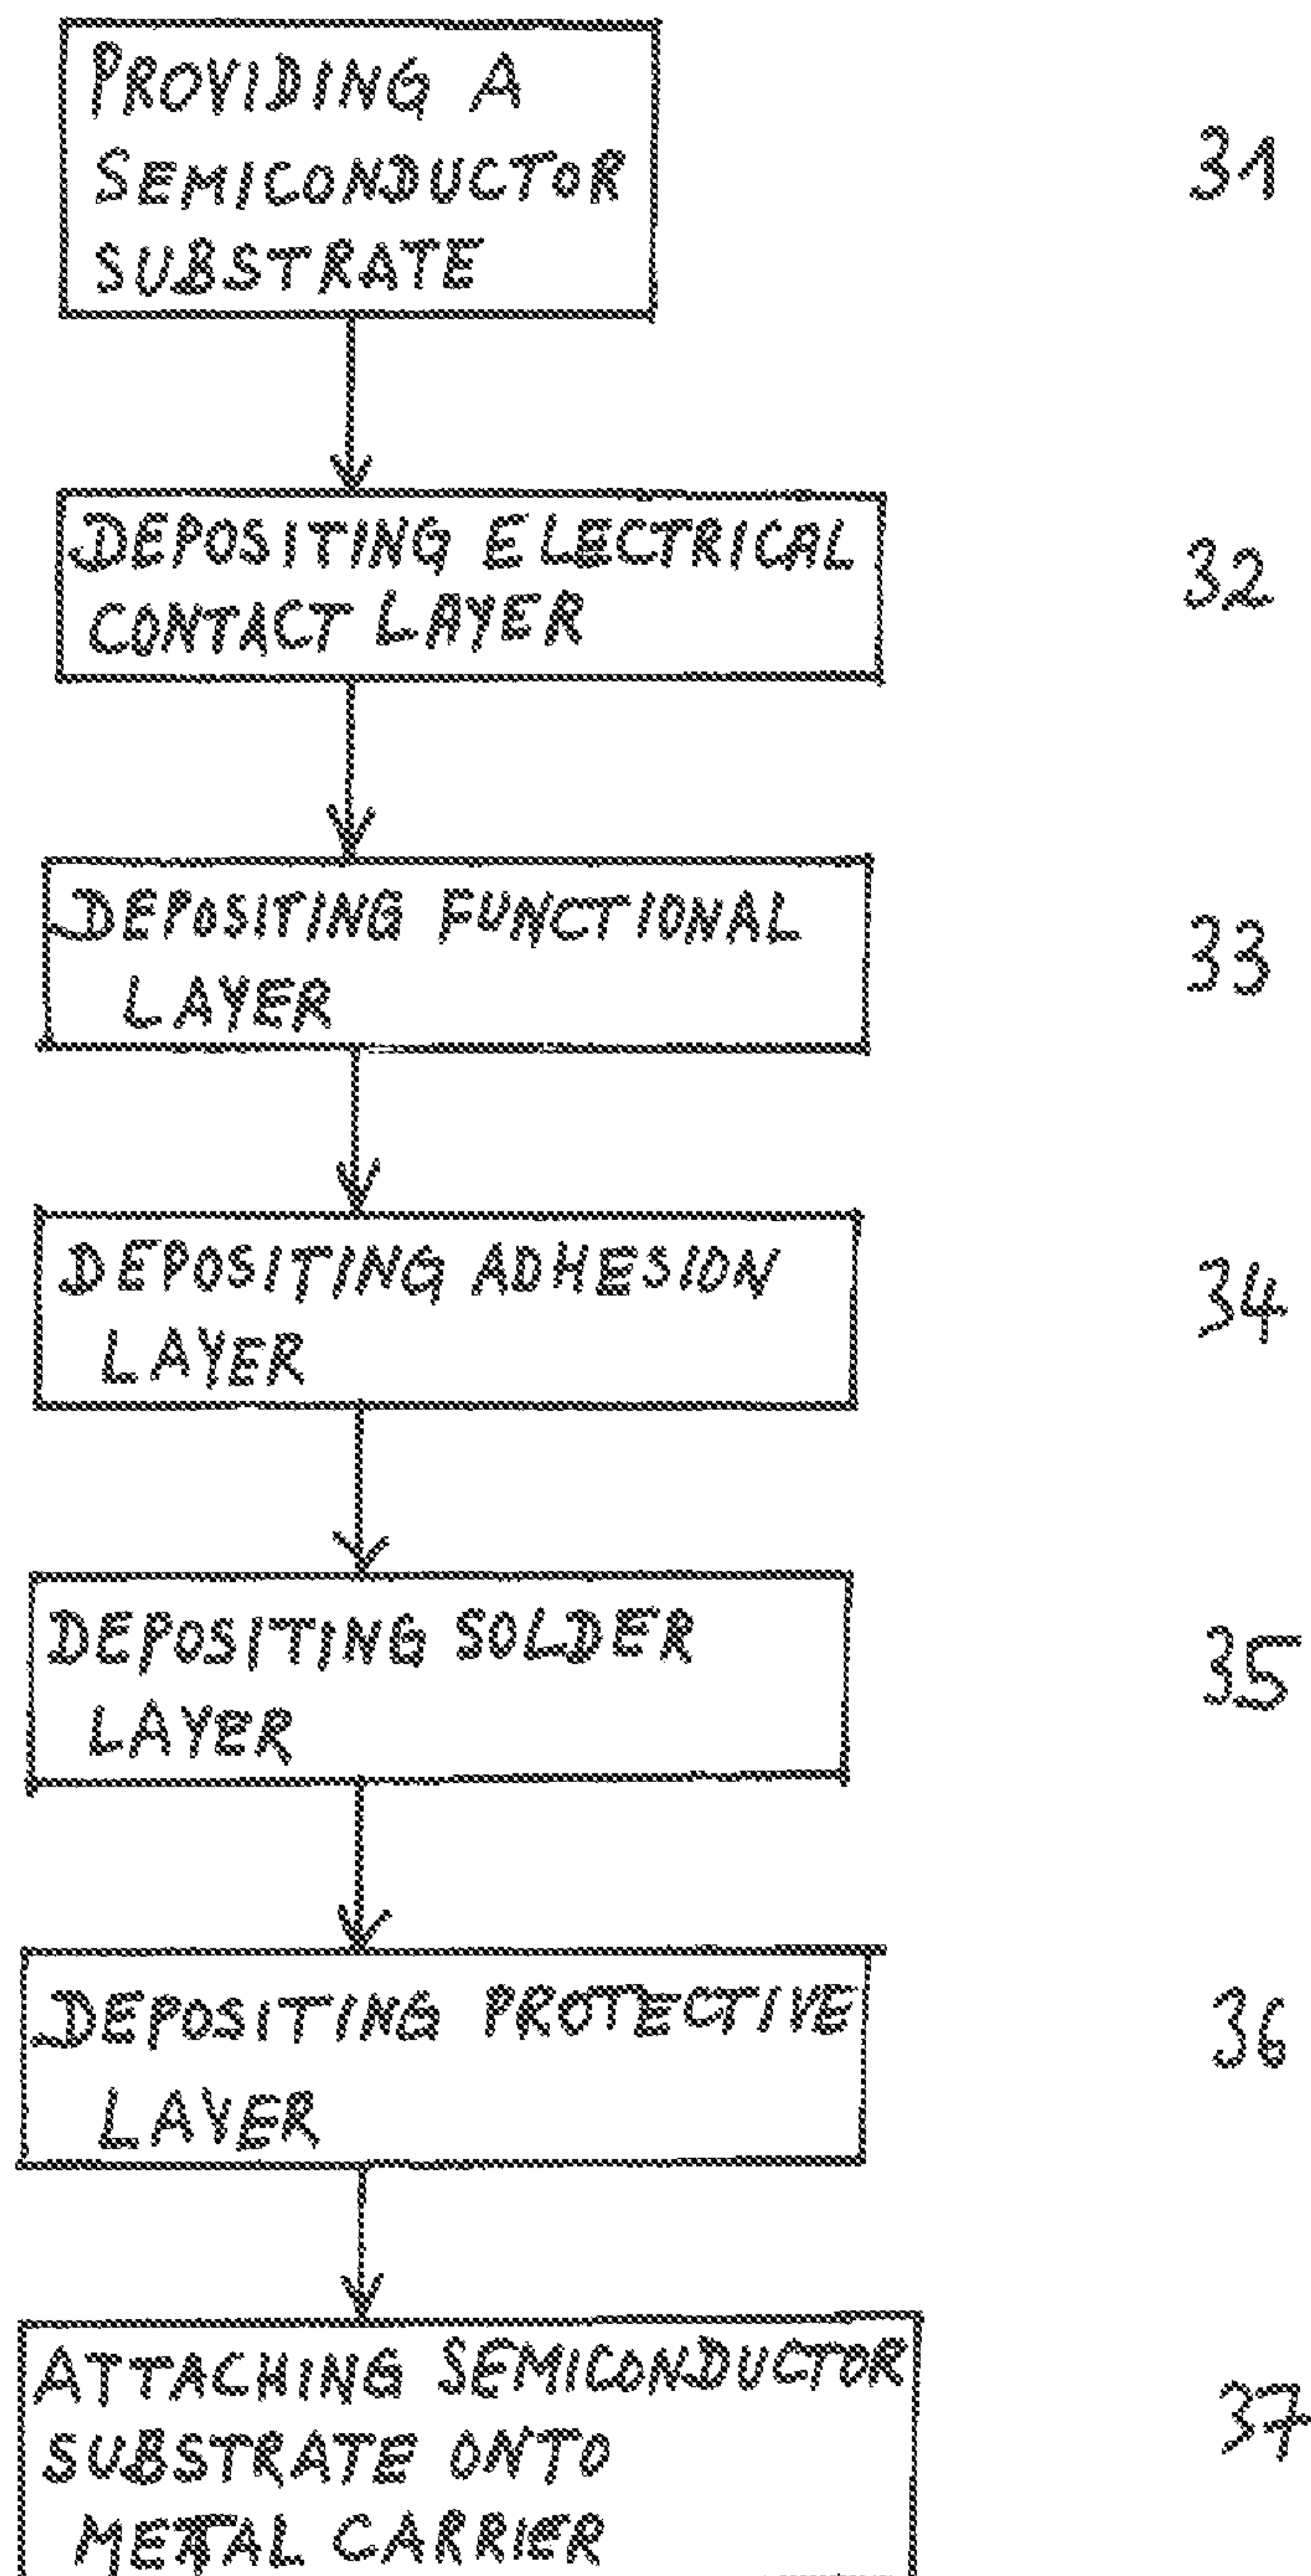 PROVIDING A
SEMICONDUCTOR
SUBSTRATE
31
DEPOSITING ELECTRICAL
CONTACT LAYER
32
DEPOSITING FUNCTIONAL
LAYER
33
DEPOSITING ADHESION
LAYER
34
DEPOSITING SOLDER
LAYER
35
DEPOSITING PROTECTIVE
LAYER
36
ATTACHING SEMICONDUCTOR
SUBSTRATE ONTO
METAL CARRIER
37